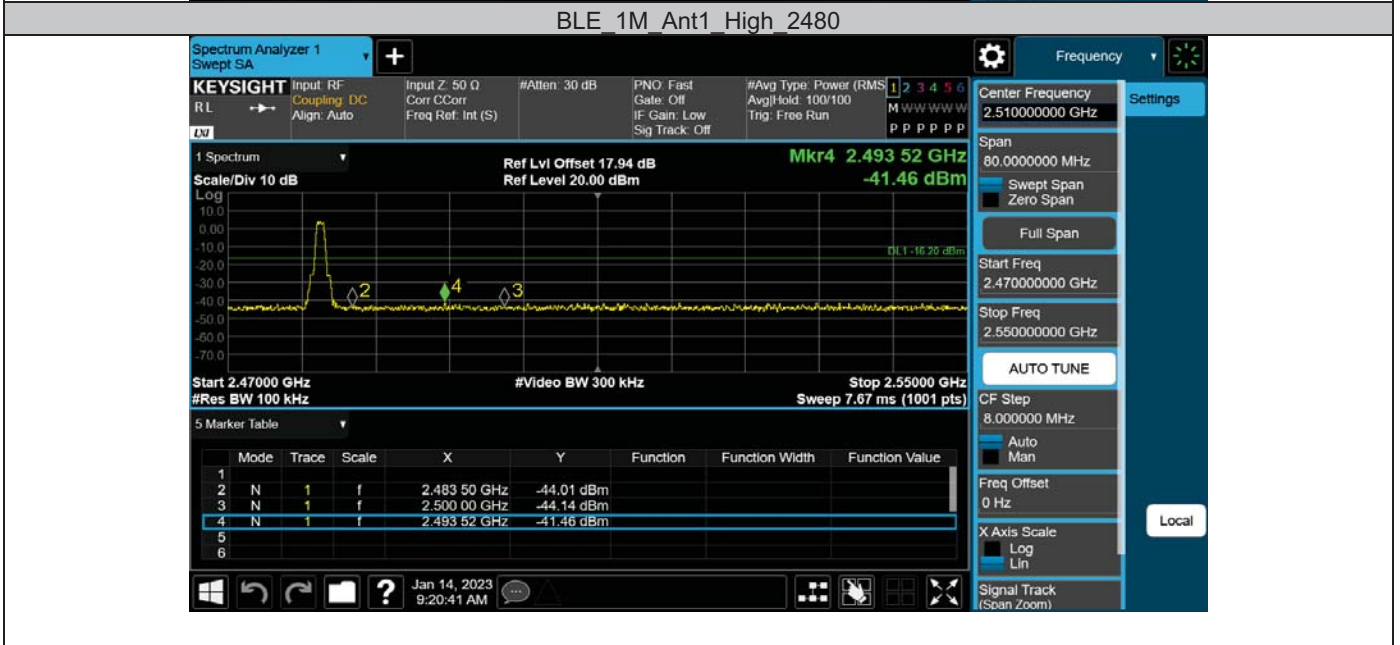 BLE_1M_Ant1_High_2480
Spectrum Analyzer 1
Swept SA
+
Frequency
KEYSIGHT
RL
LXI
Input: RF
Coupling: DC
Align: Auto
Input Z: 50 Ω
Corr CCorr
Freq Ref: Int (S)
#Atten: 30 dB
PNO: Fast
Gate: Off
IF Gain: Low
Sig Track: Off
#Avg Type: Power (RMS
Avg|Hold: 100/100
Trig: Free Run
1 2 3 4 5 6
M W W W W W
P P P P P P
1 Spectrum
Scale/Div 10 dB
Ref Lvl Offset 17.94 dB
Ref Level 20.00 dBm
Mkr4 2.493 52 GHz
-41.46 dBm
Log
10.0
0.00
-10.0
-20.0
-30.0
-40.0
-50.0
-60.0
-70.0
DL1 -16.20 dBm
2
4
3
Start 2.47000 GHz
#Video BW 300 kHz
Stop 2.55000 GHz
#Res BW 100 kHz
Sweep 7.67 ms (1001 pts)
5 Marker Table
Mode Trace Scale X Y Function Function Width Function Value
1
2 N 1 f 2.483 50 GHz -44.01 dBm
3 N 1 f 2.500 00 GHz -44.14 dBm
4 N 1 f 2.493 52 GHz -41.46 dBm
5
6
?
Jan 14, 2023
9:20:41 AM
Center Frequency
2.510000000 GHz
Settings
Span
80.0000000 MHz
Swept Span
Zero Span
Full Span
Start Freq
2.470000000 GHz
Stop Freq
2.550000000 GHz
AUTO TUNE
CF Step
8.000000 MHz
Auto
Man
Freq Offset
0 Hz
X Axis Scale
Log
Lin
Local
Signal Track
(Span Zoom)